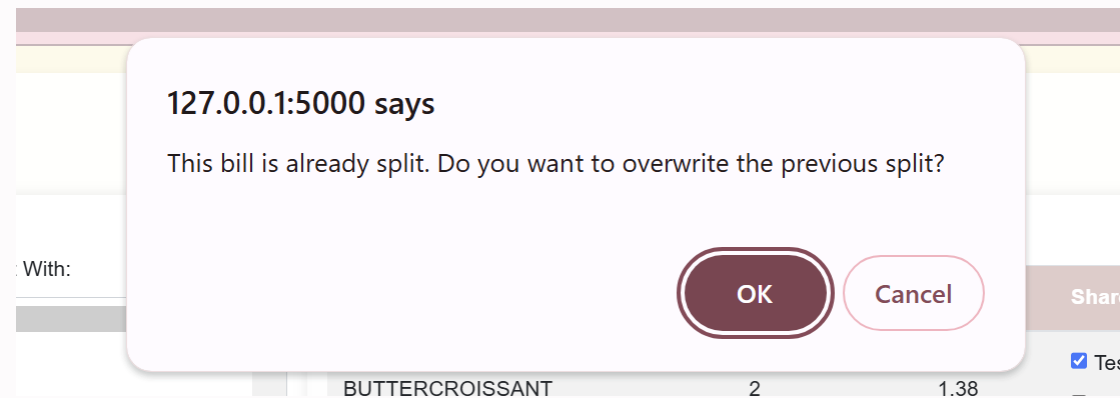 127.0.0.1:5000 says
This bill is already split. Do you want to overwrite the previous split?
With:
OK
Cancel
BUTTERCROISSANT 2 1.38